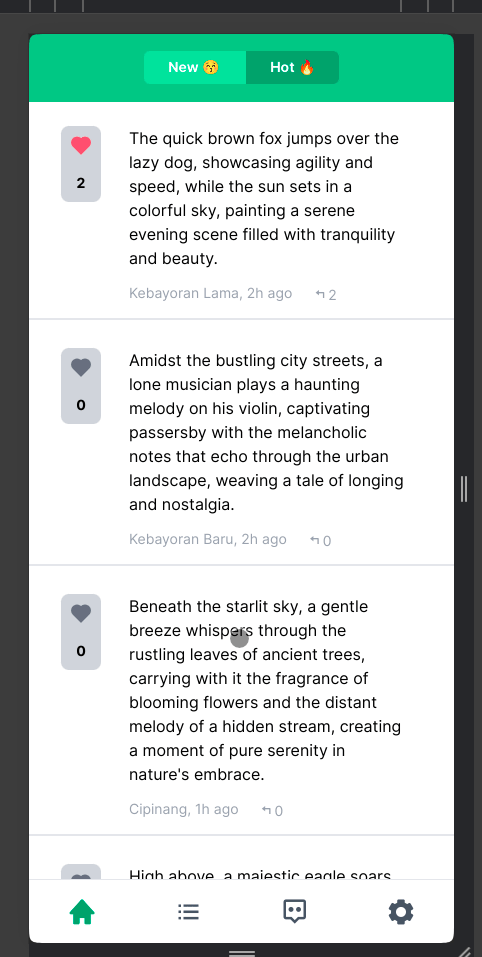 New 😚 Hot 🔥
The quick brown fox jumps over the
lazy dog, showcasing agility and
speed, while the sun sets in a
colorful sky, painting a serene
evening scene filled with tranquility
and beauty.
2
Kebayoran Lama, 2h ago 2
Amidst the bustling city streets, a
lone musician plays a haunting
melody on his violin, captivating
passersby with the melancholic
notes that echo through the urban
landscape, weaving a tale of longing
and nostalgia.
0
Kebayoran Baru, 2h ago 0
Beneath the starlit sky, a gentle
breeze whispers through the
rustling leaves of ancient trees,
carrying with it the fragrance of
blooming flowers and the distant
melody of a hidden stream, creating
a moment of pure serenity in
nature's embrace.
0
Cipinang, 1h ago 0
High above, a majestic eagle soars